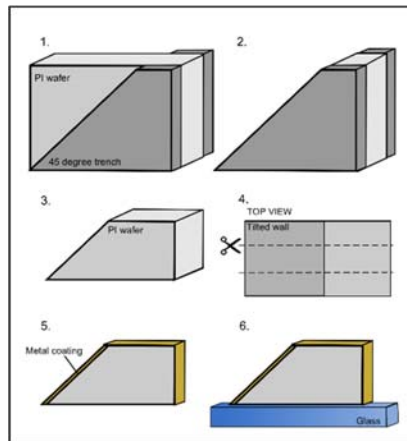 1.
2.
PI wafer
45 degree trench
3.
4.
PI wafer
TOP VIEW
Tilted wall
5.
6.
Metal coating
Glass